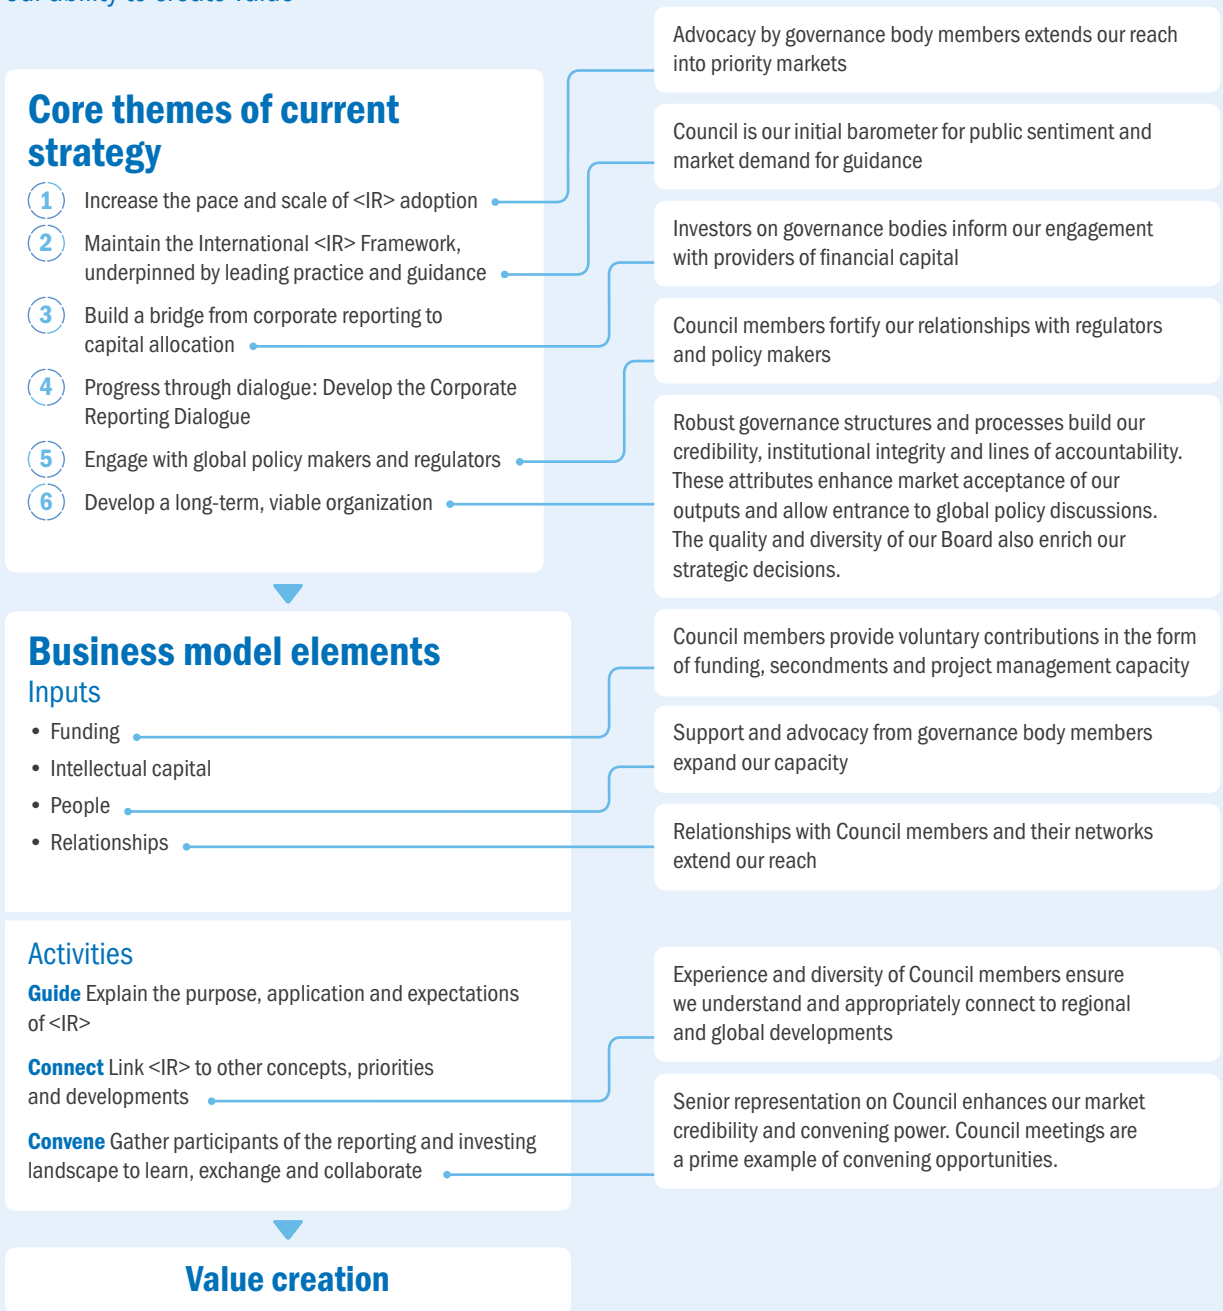 our ability to create value
Core themes of current
strategy
1 Increase the pace and scale of <IR> adoption
2 Maintain the International <IR> Framework,
underpinned by leading practice and guidance
3 Build a bridge from corporate reporting to
capital allocation
4 Progress through dialogue: Develop the Corporate
Reporting Dialogue
5 Engage with global policy makers and regulators
6 Develop a long-term, viable organization
Advocacy by governance body members extends our reach
into priority markets
Council is our initial barometer for public sentiment and
market demand for guidance
Investors on governance bodies inform our engagement
with providers of financial capital
Council members fortify our relationships with regulators
and policy makers
Robust governance structures and processes build our
credibility, institutional integrity and lines of accountability.
These attributes enhance market acceptance of our
outputs and allow entrance to global policy discussions.
The quality and diversity of our Board also enrich our
strategic decisions.
Business model elements
Inputs
• Funding
• Intellectual capital
• People
• Relationships
Council members provide voluntary contributions in the form
of funding, secondments and project management capacity
Support and advocacy from governance body members
expand our capacity
Relationships with Council members and their networks
extend our reach
Activities
Guide Explain the purpose, application and expectations
of <IR>
Connect Link <IR> to other concepts, priorities
and developments
Convene Gather participants of the reporting and investing
landscape to learn, exchange and collaborate
Experience and diversity of Council members ensure
we understand and appropriately connect to regional
and global developments
Senior representation on Council enhances our market
credibility and convening power. Council meetings are
a prime example of convening opportunities.
Value creation